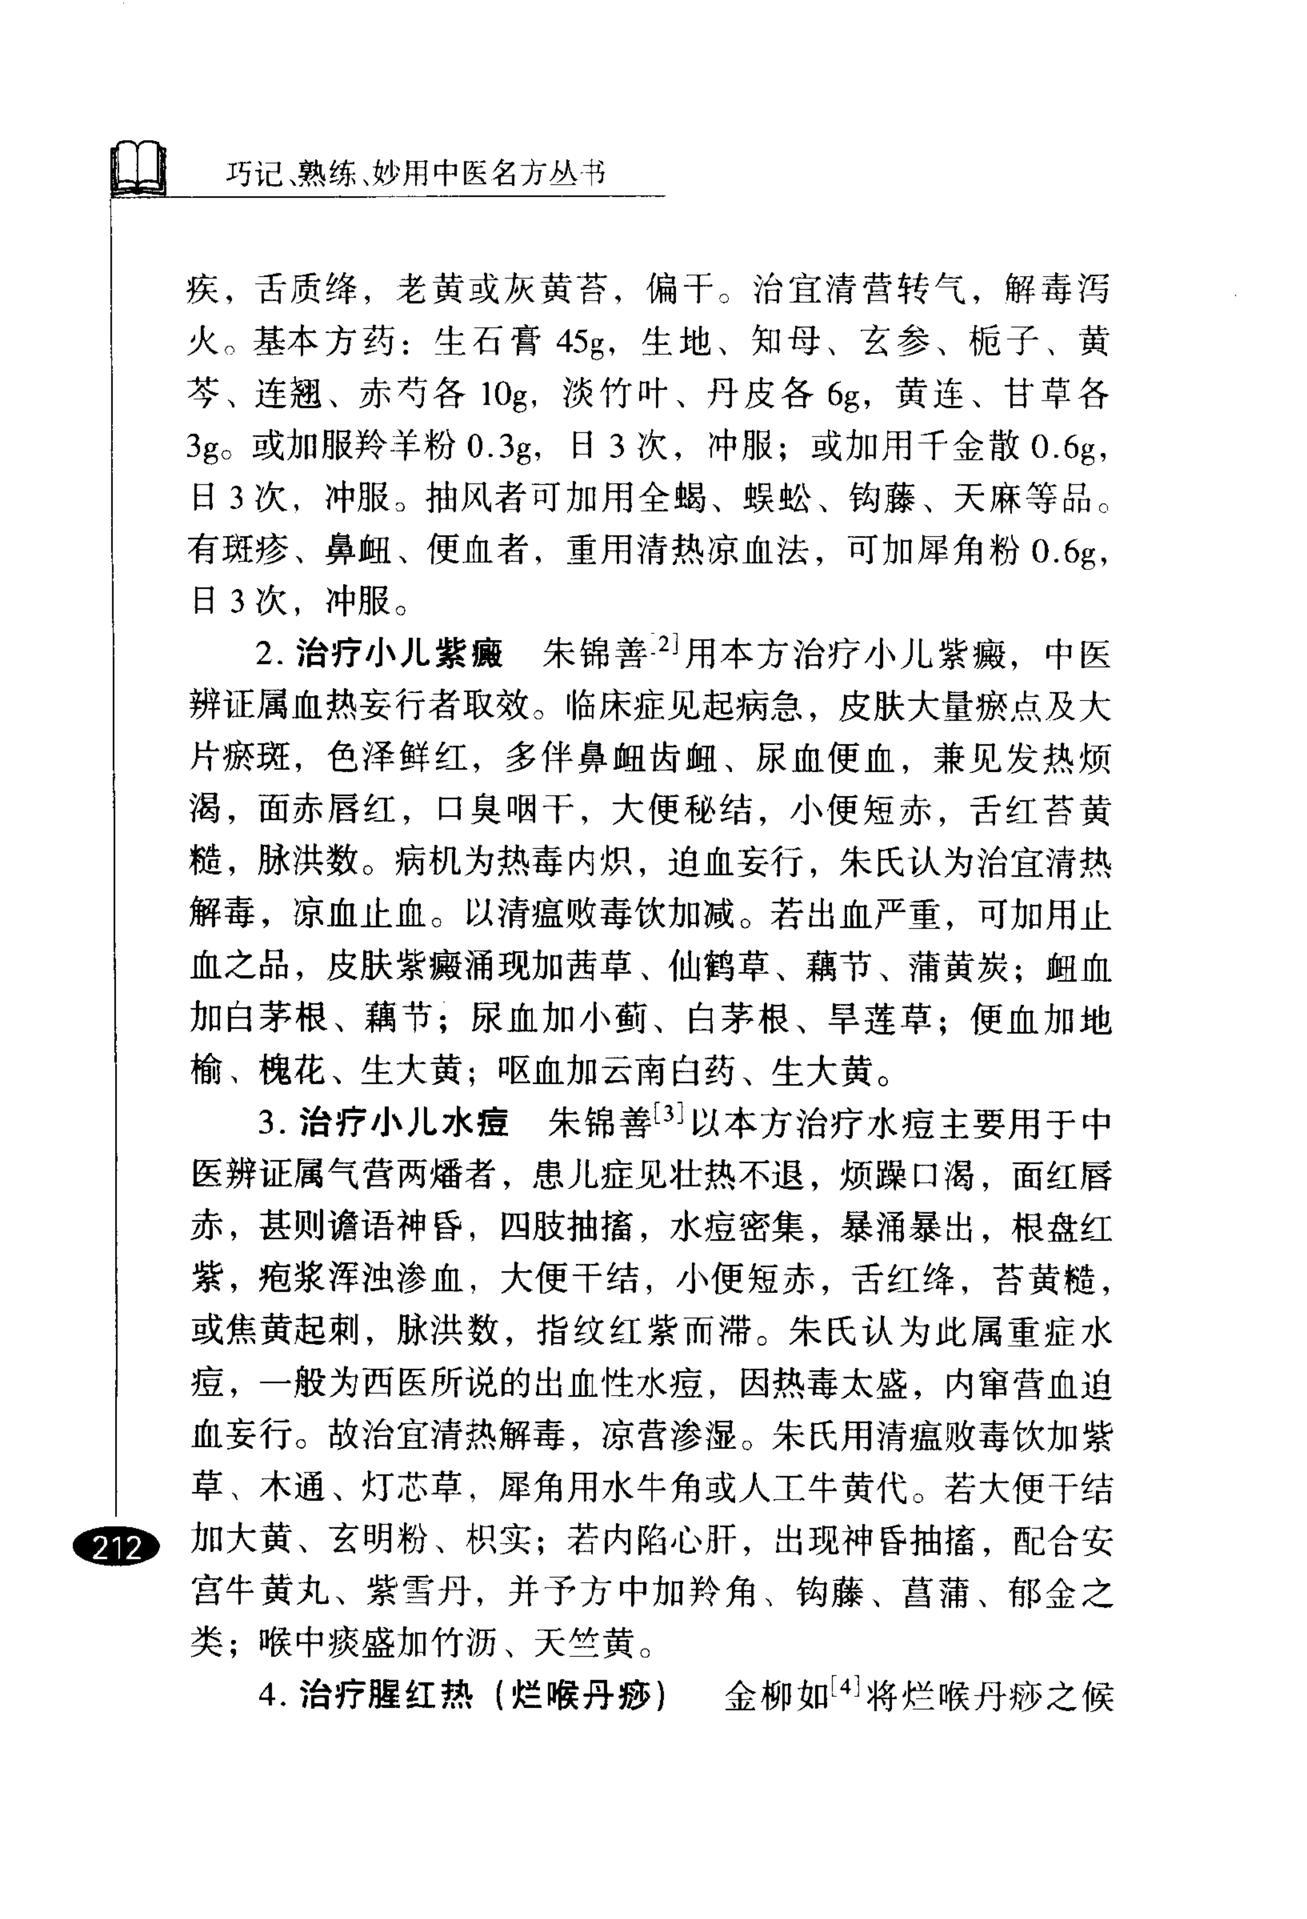 巧记、熟练、妙用中医名方丛书
疾，舌质绛，老黄或灰黄苔，偏干。治宜清营转气，解毒泻
火。基本方药：生石膏 45g，生地、知母、玄参、栀子、黄
芩、连翘、赤芍各 10g，淡竹叶、丹皮各 6g，黄连、甘草各
3g。或加服羚羊粉 0.3g，日 3 次，冲服；或加用千金散 0.6g，
日 3 次，冲服。抽风者可加用全蝎、蜈蚣、钩藤、天麻等品。
有斑疹、鼻衄、便血者，重用清热凉血法，可加犀角粉 0.6g，
日 3 次，冲服。
2. 治疗小儿紫癜　朱锦善[2]用本方治疗小儿紫癜，中医
辨证属血热妄行者取效。临床症见起病急，皮肤大量瘀点及大
片瘀斑，色泽鲜红，多伴鼻衄齿衄、尿血便血，兼见发热烦
渴，面赤唇红，口臭咽干，大便秘结，小便短赤，舌红苔黄
糙，脉洪数。病机为热毒内炽，迫血妄行，朱氏认为治宜清热
解毒，凉血止血。以清瘟败毒饮加减。若出血严重，可加用止
血之品，皮肤紫癜涌现加茜草、仙鹤草、藕节、蒲黄炭；衄血
加白茅根、藕节；尿血加小蓟、白茅根、旱莲草；便血加地
榆、槐花、生大黄；呕血加云南白药、生大黄。
3. 治疗小儿水痘　朱锦善[3]以本方治疗水痘主要用于中
医辨证属气营两燔者，患儿症见壮热不退，烦躁口渴，面红唇
赤，甚则谵语神昏，四肢抽搐，水痘密集，暴涌暴出，根盘红
紫，疱浆浑浊渗血，大便干结，小便短赤，舌红绛，苔黄糙，
或焦黄起刺，脉洪数，指纹红紫而滞。朱氏认为此属重症水
痘，一般为西医所说的出血性水痘，因热毒太盛，内窜营血迫
血妄行。故治宜清热解毒，凉营渗湿。朱氏用清瘟败毒饮加紫
草、木通、灯芯草，犀角用水牛角或人工牛黄代。若大便干结
加大黄、玄明粉、枳实；若内陷心肝，出现神昏抽搐，配合安
宫牛黄丸、紫雪丹，并予方中加羚角、钩藤、菖蒲、郁金之
类；喉中痰盛加竹沥、天竺黄。
4. 治疗腥红热（烂喉丹痧）　金柳如[4]将烂喉丹痧之候
212